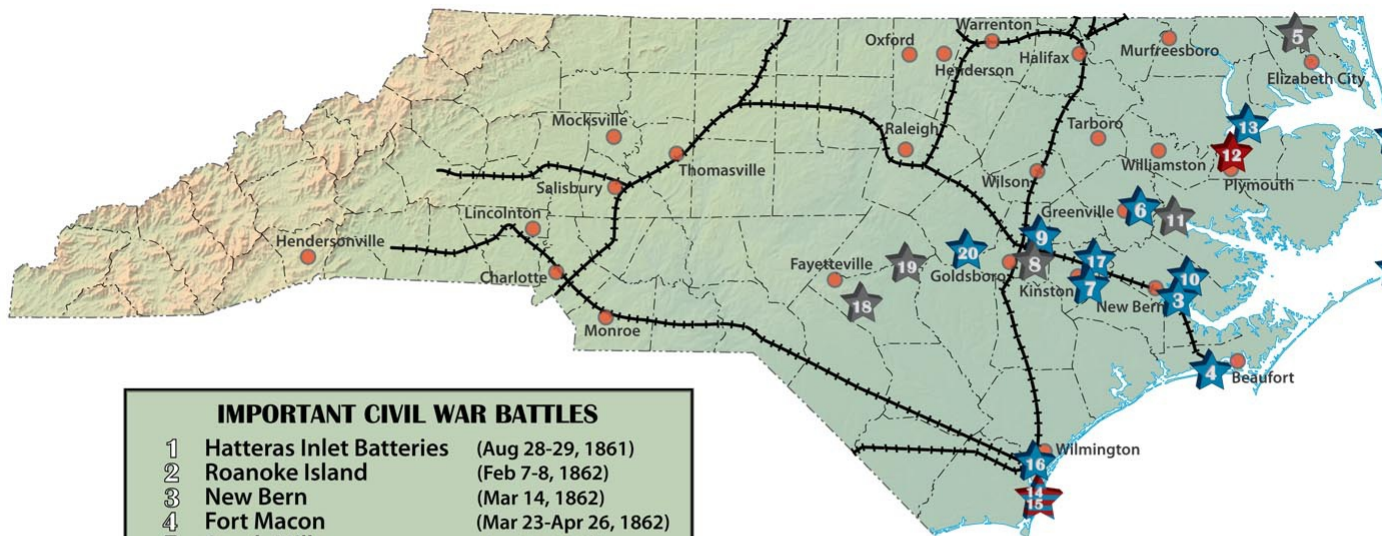 Warrenton
Oxford
Henderson
Halifax
Murfreesboro
5
Elizabeth City
Mocksville
Raleigh
Tarboro
13
Thomasville
Williamston
12
Plymouth
Salisbury
Wilson
Greenville
6
11
Lincolnton
Hendersonville
9
20
Goldsboro
8
17
Fayetteville
19
Kinston
7
10
Charlotte
New Bern
3
18
Monroe
4
Beaufort
Wilmington
16
14
15
IMPORTANT CIVIL WAR BATTLES
1 Hatteras Inlet Batteries (Aug 28-29, 1861)
2 Roanoke Island (Feb 7-8, 1862)
3 New Bern (Mar 14, 1862)
4 Fort Macon (Mar 23-Apr 26, 1862)